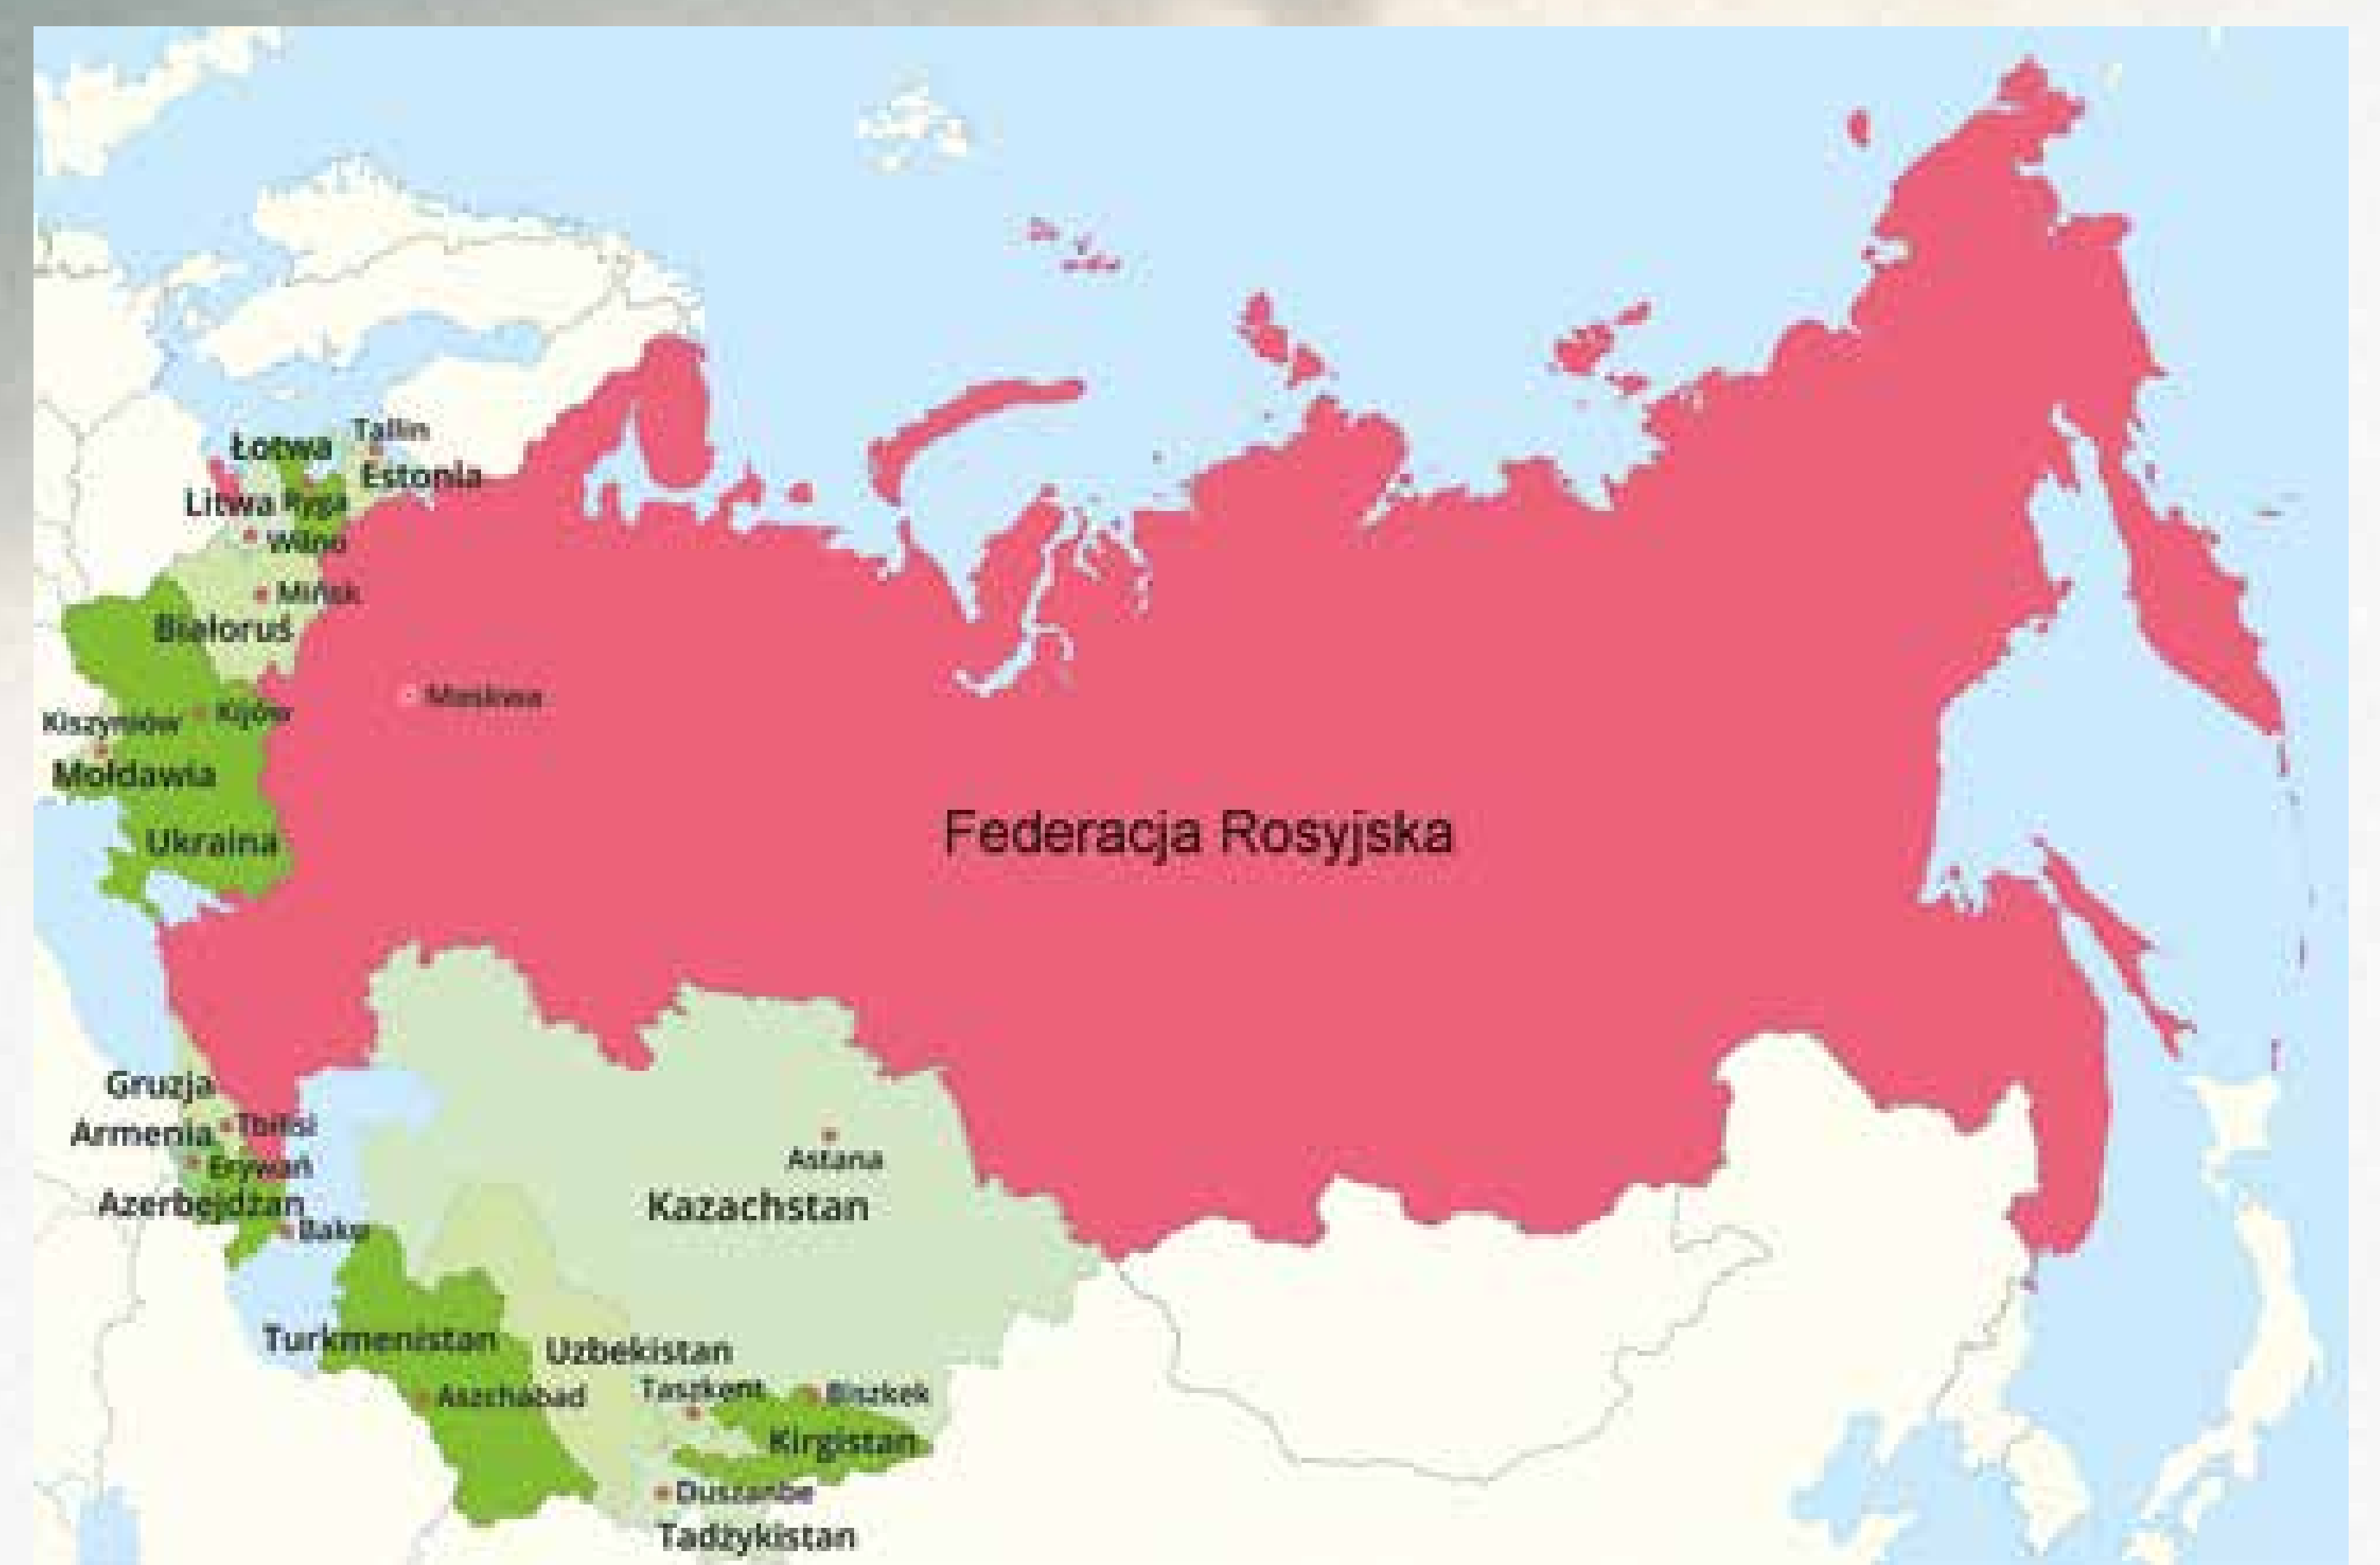 Tallin
Łotwa
Estonia
Litwa Ryga
Wilno
Mińsk
Białoruś
Moskwa
Kijów
Kiszyniów
Mołdawia
Ukraina
Federacja Rosyjska
Gruzja
Tbilisi
Armenia
Erywań
Azerbejdżan
Baku
Astana
Kazachstan
Turkmenistan
Uzbekistan
Aszchabad
Taszkent
Biszkek
Kirgistan
Duszanbe
Tadżykistan